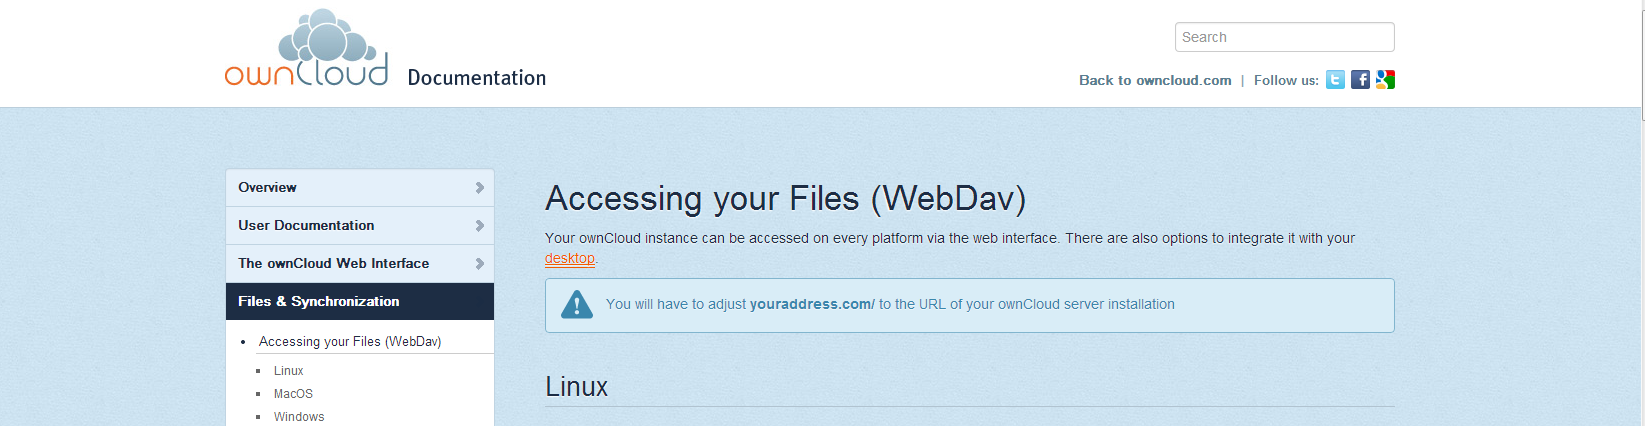 ownCloud Documentation
Search
Back to owncloud.com | Follow us:
Overview
User Documentation
The ownCloud Web Interface
Files & Synchronization
Accessing your Files (WebDav)
Linux
MacOS
Windows
Accessing your Files (WebDav)
Your ownCloud instance can be accessed on every platform via the web interface. There are also options to integrate it with your
desktop.
You will have to adjust youraddress.com/ to the URL of your ownCloud server installation
Linux